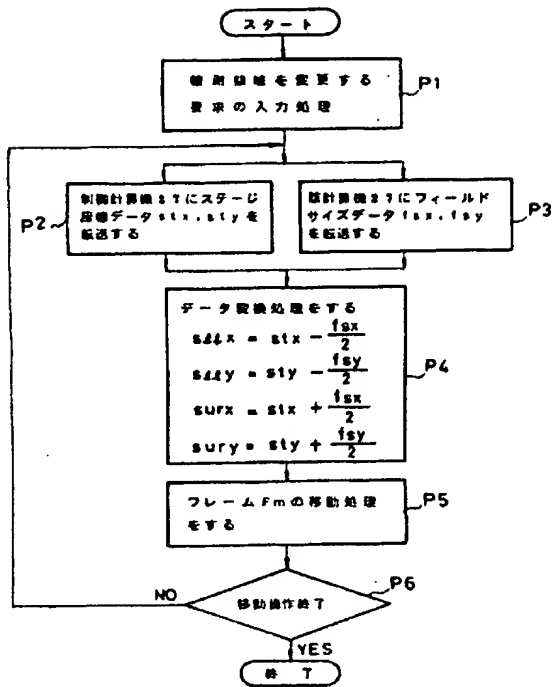 スタート
照射領域を変更する
要求の入力処理
P1
制御計算機27にステージ
座標データstx,styを
転送する
P2
該計算機27にフィールド
サイズデータfsx,fsy
を転送する
P3
データ変換処理をする
sllx = stx - fsx/2
slly = sty - fsy/2
surx = stx + fsx/2
sury = sty + fsy/2
P4
フレームFmの移動処理
をする
P5
移動操作終了
P6
NO
YES
終 了